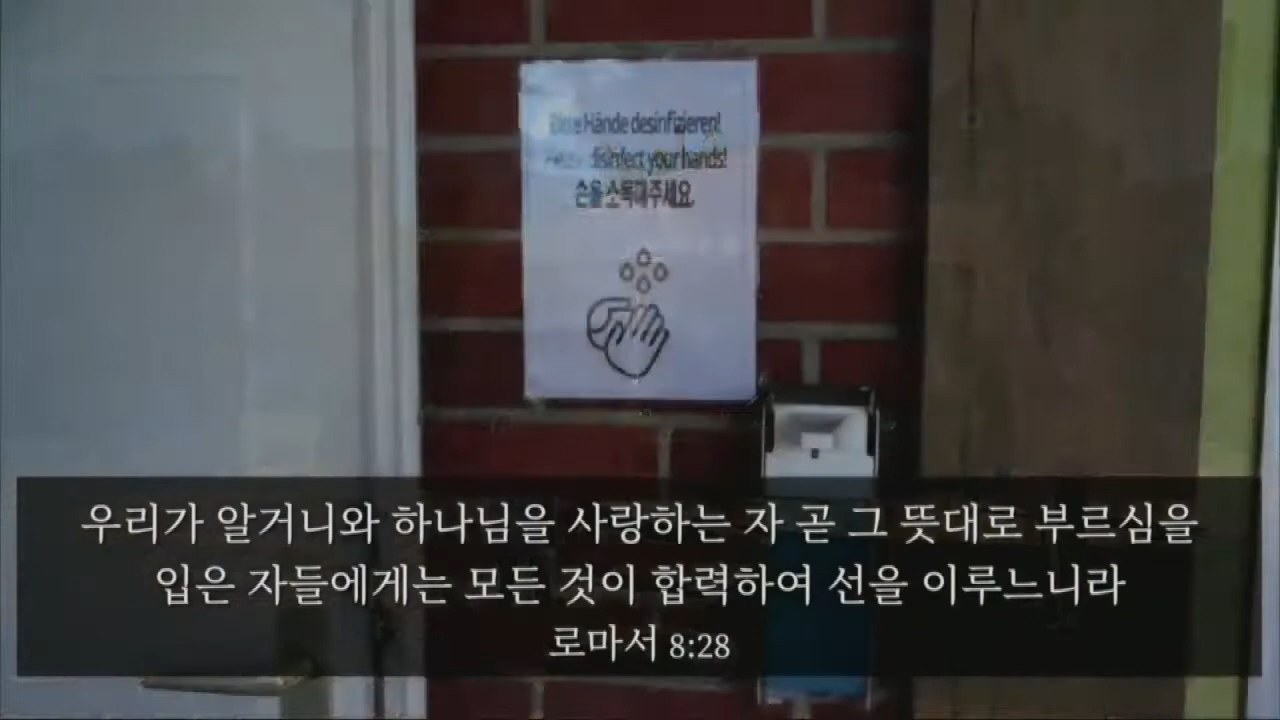 Bitte Hände desinfizieren!
Please disinfect your hands!
손을 소독해주세요.
우리가 알거니와 하나님을 사랑하는 자 곧 그 뜻대로 부르심을
입은 자들에게는 모든 것이 합력하여 선을 이루느니라
로마서 8:28